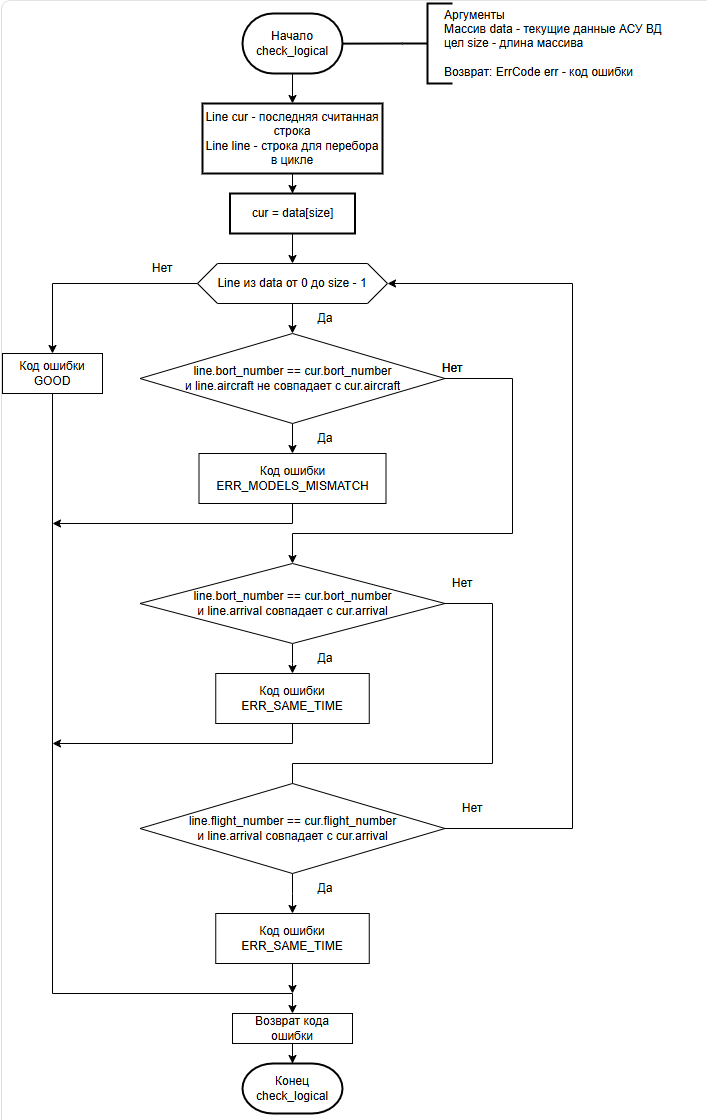 Начало
check_logical
Аргументы
Массив data - текущие данные АСУ ВД
цел size - длина массива
Возврат: ErrCode err - код ошибки
Line cur - последняя считанная
строка
Line line - строка для перебора
в цикле
cur = data[size]
Нет
Line из data от 0 до size - 1
Да
Код ошибки
GOOD
line.bort_number == cur.bort_number
и line.aircraft не совпадает с cur.aircraft
Нет
Да
Код ошибки
ERR_MODELS_MISMATCH
line.bort_number == cur.bort_number
и line.arrival совпадает с cur.arrival
Нет
Да
Код ошибки
ERR_SAME_TIME
line.flight_number == cur.flight_number
и line.arrival совпадает с cur.arrival
Нет
Да
Код ошибки
ERR_SAME_TIME
Возврат кода
ошибки
Конец
check_logical